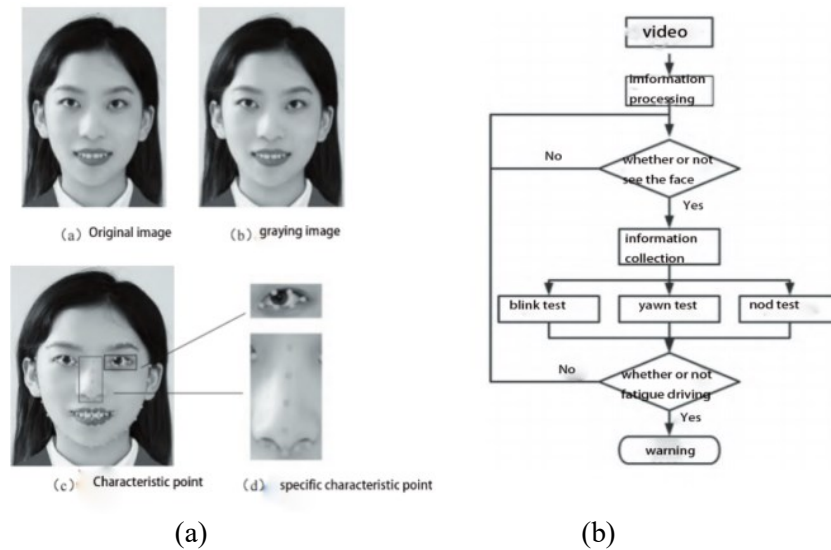 (a) Original image
(b) graying image
(c) Characteristic point
(d) specific characteristic point
(a)
video
imformation
processing
No
whether or not
see the face
Yes
information
collection
blink test
yawn test
nod test
No
whether or not
fatigue driving
Yes
warning
(b)